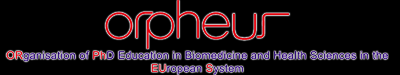 orpheus
ORganisation of PhD Education in Biomedicine and Health Sciences in the
EUropean System